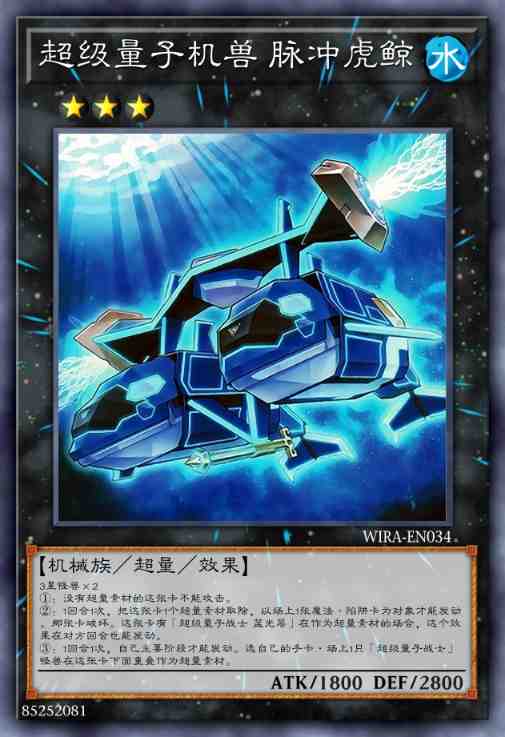 超级量子机兽 脉冲虎鲸
水
WIRA-EN034
【机械族／超量／效果】
3星怪兽×2
①：没有超量素材的这张卡不能攻击。
②：1回合1次，把这张卡1个超量素材取除，以场上1张魔法·陷阱卡为对象才能发动
。那张卡破坏。这张卡有「超级量子战士 蓝光层」在作为超量素材的场合，这个效
果在对方回合也能发动。
③：1回合1次，自己主要阶段才能发动。选自己的手卡·场上1只「超级量子战士」
怪兽在这张卡下面重叠作为超量素材。
ATK/1800 DEF/2800
85252081